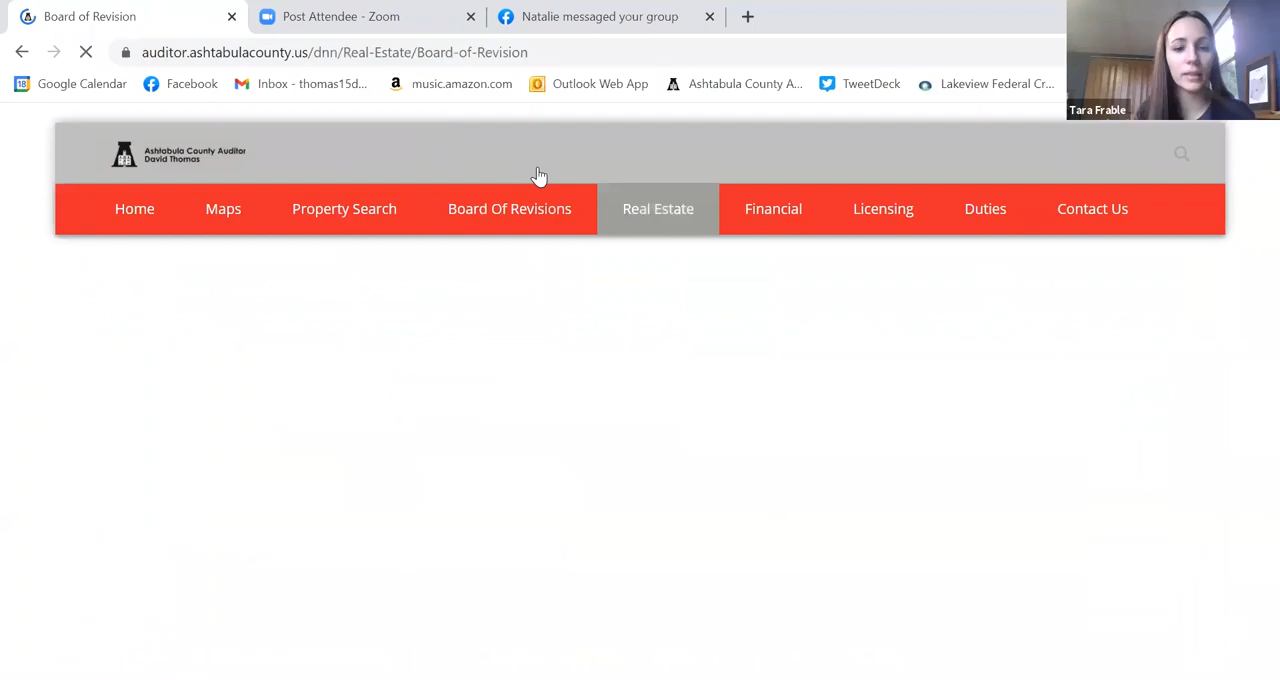 Board of Revision
Post Attendee - Zoom
Natalie messaged your group
auditor.ashtabulacounty.us/dnn/Real-Estate/Board-of-Revision
18 Google Calendar
Facebook
Inbox - thomas15d...
music.amazon.com
Outlook Web App
Ashtabula County A...
TweetDeck
Lakeview Federal Cr...
Tara Frable
Ashtabula County Auditor
David Thomas
Home
Maps
Property Search
Board Of Revisions
Real Estate
Financial
Licensing
Duties
Contact Us